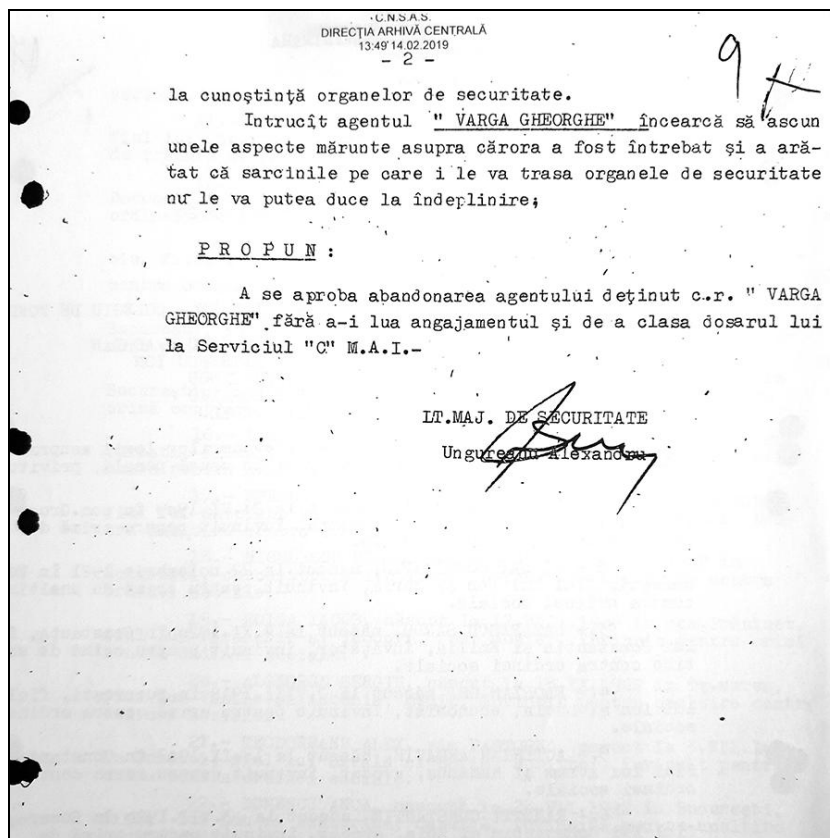 C.N.S.A.S.
DIRECȚIA ARHIVĂ CENTRALĂ
13:49 14.02.2019
- 2 -
9
la cunoștință organelor de securitate.
Intrucît agentul " VARGA GHEORGHE" încearcă să ascun
unele aspecte mărunte asupra cărora a fost întrebat și a ară-
tat că sarcinile pe care i le va trasa organele de securitate
nu le va putea duce la îndeplinire;
P R O P U N :
A se aproba abandonarea agentului deținut c.r. " VARGA
GHEORGHE" fără a-i lua angajamentul și de a clasa dosarul lui
la Serviciul "C" M.A.I.-
LT.MAJ. DE SECURITATE
Ungureanu Alexandru